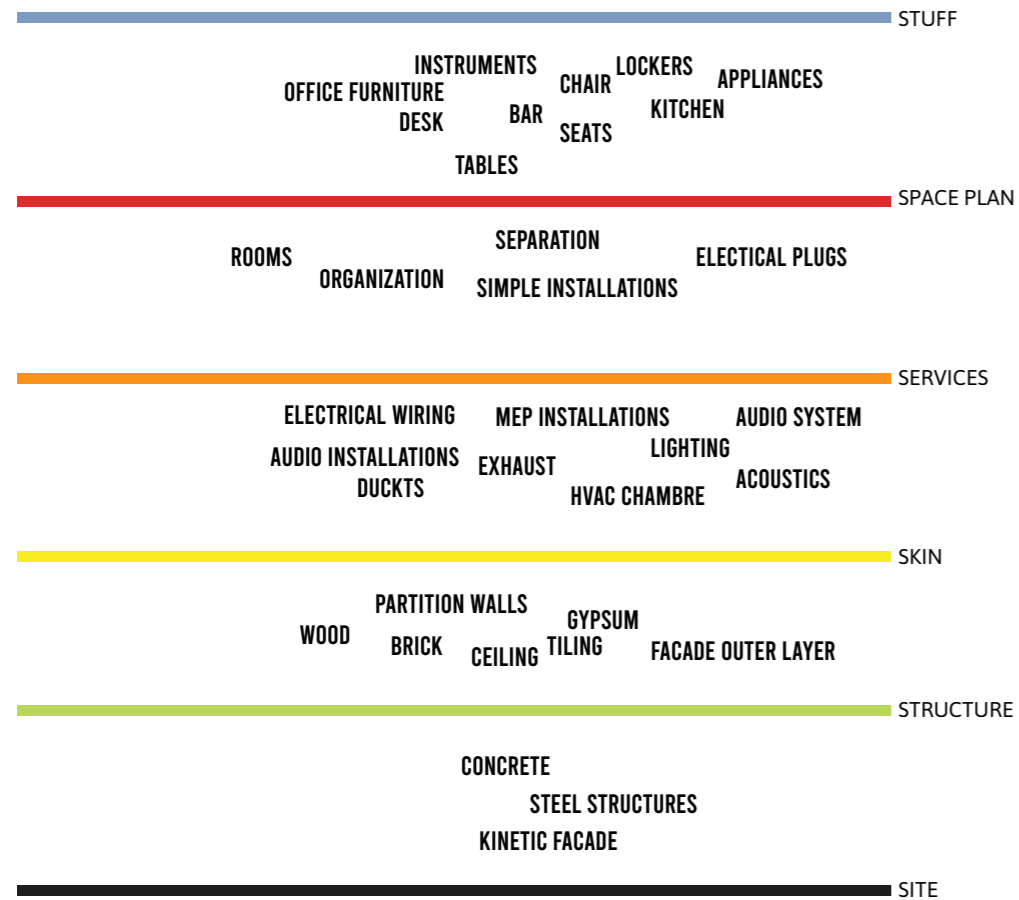 STUFF
INSTRUMENTS
LOCKERS
CHAIR
APPLIANCES
OFFICE FURNITURE
BAR
KITCHEN
DESK
SEATS
TABLES
SPACE PLAN
SEPARATION
ROOMS
ELECTICAL PLUGS
ORGANIZATION
SIMPLE INSTALLATIONS
SERVICES
ELECTRICAL WIRING
MEP INSTALLATIONS
AUDIO SYSTEM
LIGHTING
AUDIO INSTALLATIONS
EXHAUST
ACOUSTICS
DUCKTS
HVAC CHAMBRE
SKIN
PARTITION WALLS
GYPSUM
WOOD
BRICK
TILING
CEILING
FACADE OUTER LAYER
STRUCTURE
CONCRETE
STEEL STRUCTURES
KINETIC FACADE
SITE